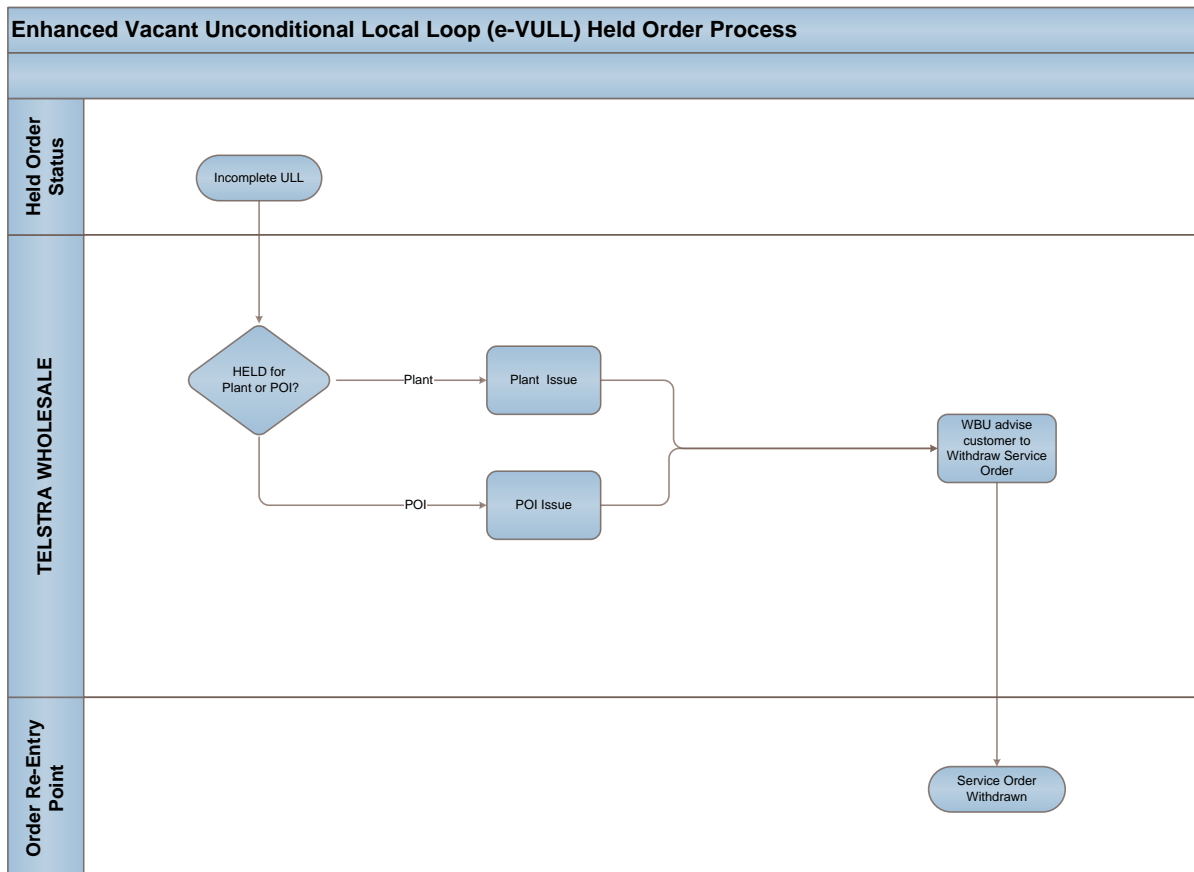 Enhanced Vacant Unconditional Local Loop (e-VULL) Held Order Process
Held Order
Status
Incomplete ULL
TELSTRA WHOLESALE
HELD for
Plant or POI?
Plant
Plant Issue
POI
POI Issue
WBU advise
customer to
Withdraw Service
Order
Order Re-Entry
Point
Service Order
Withdrawn